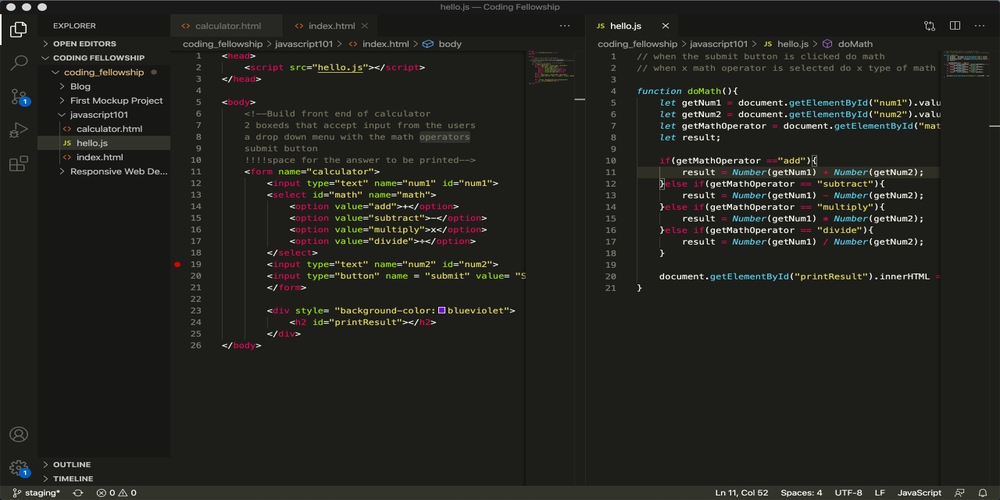 hello.js — Coding Fellowship
EXPLORER
OPEN EDITORS
CODING FELLOWSHIP
coding_fellowship
Blog
First Mockup Project
javascript101
calculator.html
hello.js
index.html
Responsive Web De...
OUTLINE
TIMELINE
calculator.html
index.html
coding_fellowship > javascript101 > index.html > body
1 <head>
2 <script src="hello.js"></script>
3 </head>
4
5 <body>
6 <!--Build front end of calculator
7 2 boxeds that accept input from the users
8 a drop down menu with the math operators
9 submit button
10 !!!!space for the answer to be printed-->
11 <form name="calculator">
12 <input type="text" name="num1" id="num1">
13 <select id="math" name="math">
14 <option value="add">+</option>
15 <option value="subtract">-</option>
16 <option value="multiply">x</option>
17 <option value="divide">÷</option>
18 </select>
19 <input type="text" name="num2" id="num2">
20 <input type="button" name = "submit" value= "S
21 </form>
22
23 <div style= "background-color: blueviolet">
24 <h2 id="printResult"></h2>
25 </div>
26 </body>
hello.js
coding_fellowship > javascript101 > JS hello.js > doMath
1 // when the submit button is clicked do math
2 // when x math operator is selected do x type of math
3
4 function doMath(){
5 let getNum1 = document.getElementById("num1").valu
6 let getNum2 = document.getElementById("num2").valu
7 let getMathOperator = document.getElementById("mat
8 let result;
9
10 if(getMathOperator =="add"){
11 result = Number(getNum1) + Number(getNum2);
12 }else if(getMathOperator == "subtract"){
13 result = Number(getNum1) - Number(getNum2);
14 }else if(getMathOperator == "multiply"){
15 result = Number(getNum1) * Number(getNum2);
16 }else if(getMathOperator == "divide"){
17 result = Number(getNum1) / Number(getNum2);
18 }
19
20 document.getElementById("printResult").innerHTML =
21 }
1
1
staging* 0 0 Ln 11, Col 52 Spaces: 4 UTF-8 LF JavaScript